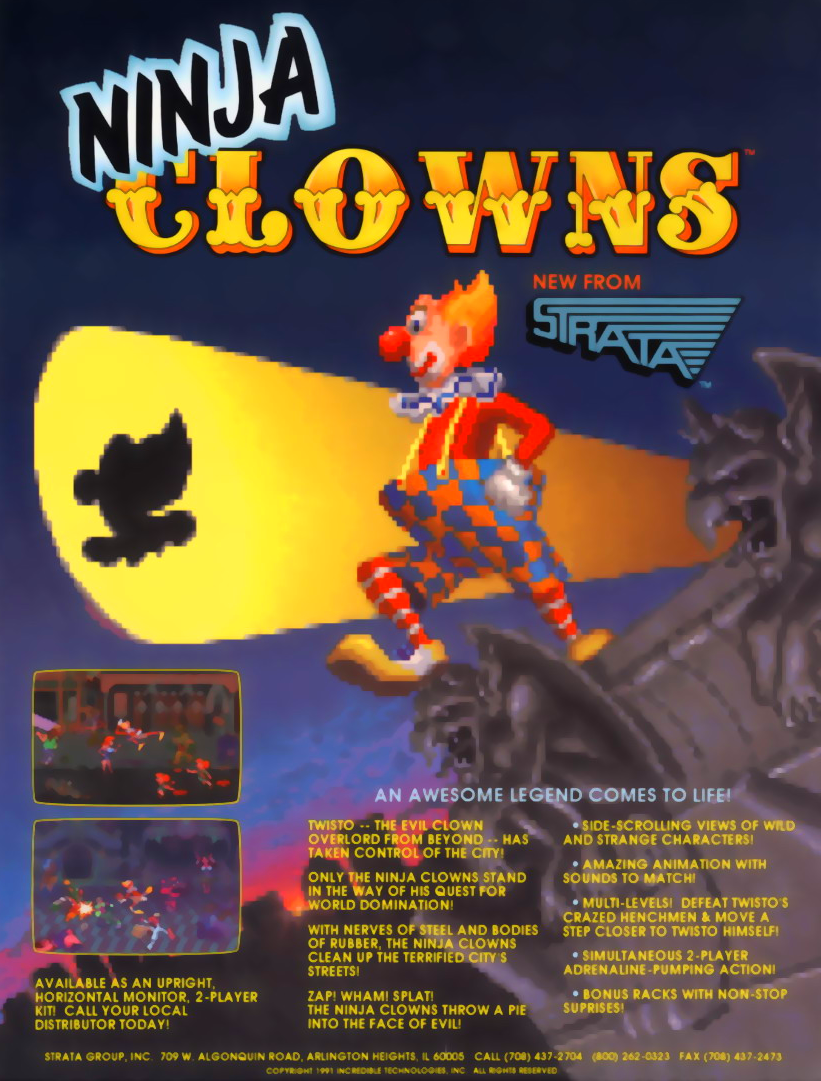 NINJA
CLOWNS™
NEW FROM
STRATA™
AN AWESOME LEGEND COMES TO LIFE!
TWISTO -- THE EVIL CLOWN
OVERLORD FROM BEYOND -- HAS
TAKEN CONTROL OF THE CITY!
ONLY THE NINJA CLOWNS STAND
IN THE WAY OF HIS QUEST FOR
WORLD DOMINATION!
WITH NERVES OF STEEL AND BODIES
OF RUBBER, THE NINJA CLOWNS
CLEAN UP THE TERRIFIED CITY'S
STREETS!
ZAP! WHAM! SPLAT!
THE NINJA CLOWNS THROW A PIE
INTO THE FACE OF EVIL!
• SIDE-SCROLLING VIEWS OF WILD
AND STRANGE CHARACTERS!
• AMAZING ANIMATION WITH
SOUNDS TO MATCH!
• MULTI-LEVELS! DEFEAT TWISTO'S
CRAZED HENCHMEN & MOVE A
STEP CLOSER TO TWISTO HIMSELF!
• SIMULTANEOUS 2-PLAYER
ADRENALINE-PUMPING ACTION!
• BONUS RACKS WITH NON-STOP
SUPRISES!
AVAILABLE AS AN UPRIGHT,
HORIZONTAL MONITOR, 2-PLAYER
KIT! CALL YOUR LOCAL
DISTRIBUTOR TODAY!
STRATA GROUP, INC. 709 W. ALGONQUIN ROAD, ARLINGTON HEIGHTS, IL 60005 CALL (708) 437-2704 (800) 262-0323 FAX (708) 437-2473
COPYRIGHT 1991 INCREDIBLE TECHNOLOGIES, INC. ALL RIGHTS RESERVED